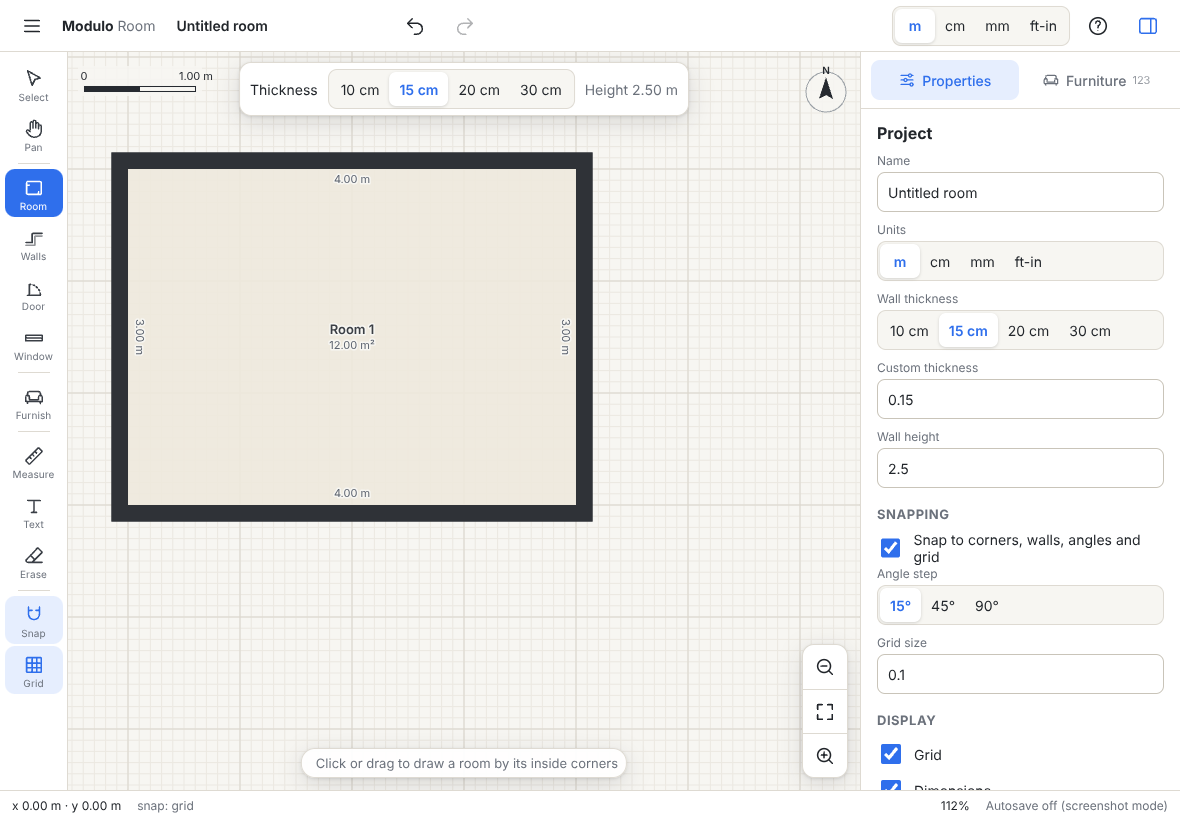 Modulo Room Untitled room
m cm mm ft-in
Select
Pan
Room
Walls
Door
Window
Furnish
Measure
Text
Erase
Snap
Grid
0 1.00 m
Thickness 10 cm 15 cm 20 cm 30 cm Height 2.50 m
N
4.00 m
3.00 m
Room 1
12.00 m²
3.00 m
4.00 m
Click or drag to draw a room by its inside corners
Properties Furniture 123
Project
Name
Untitled room
Units
m cm mm ft-in
Wall thickness
10 cm 15 cm 20 cm 30 cm
Custom thickness
0.15
Wall height
2.5
SNAPPING
Snap to corners, walls, angles and
grid
Angle step
15° 45° 90°
Grid size
0.1
DISPLAY
Grid
Dimensions
x 0.00 m · y 0.00 m snap: grid
112% Autosave off (screenshot mode)